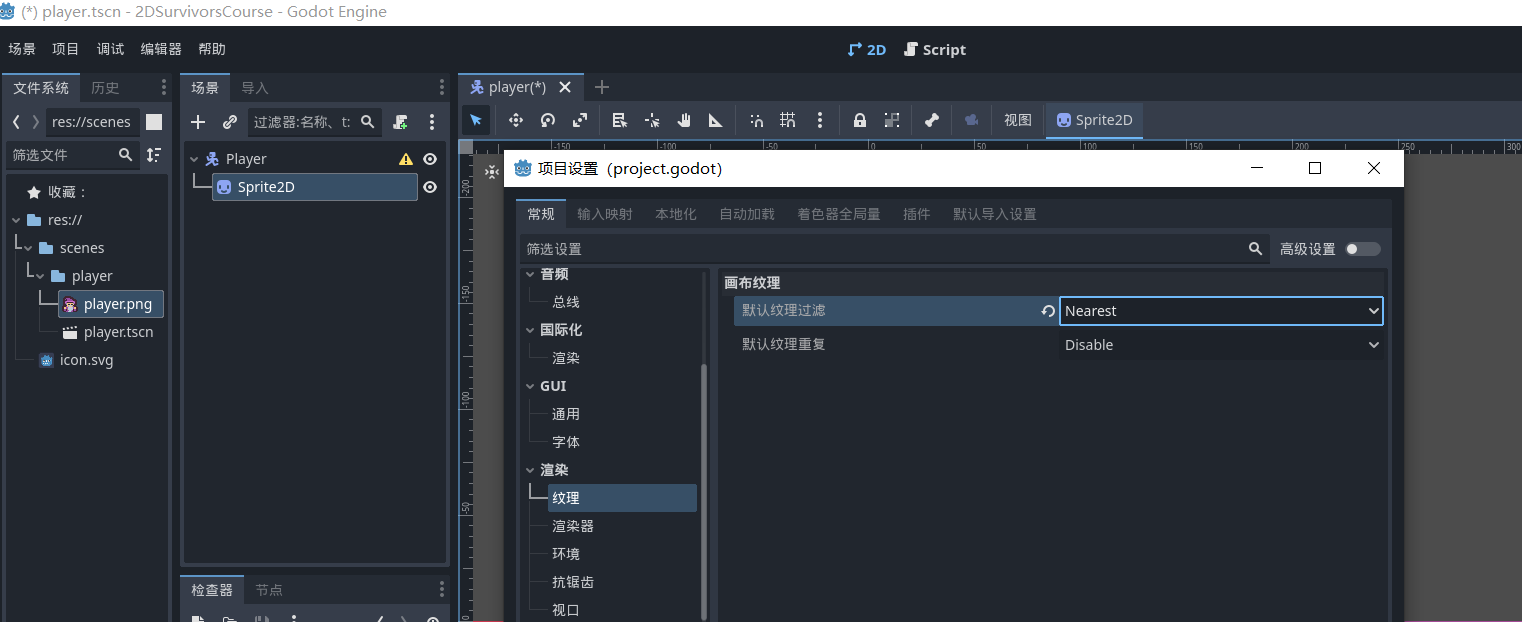 (*) player.tscn - 2DSurvivorsCourse - Godot Engine
场景 项目 调试 编辑器 帮助
2D Script
文件系统 历史
res://scenes
筛选文件
收藏：
res://
scenes
player
player.png
player.tscn
icon.svg
场景 导入
过滤器:名称、t:
Player
Sprite2D
检查器 节点
player(*)
视图 Sprite2D
-150 -100 -50 0 50 100 150 200 250 300
-200
-150
-100
-50
项目设置（project.godot）
常规 输入映射 本地化 自动加载 着色器全局量 插件 默认导入设置
筛选设置 高级设置
音频
总线
国际化
渲染
GUI
通用
字体
渲染
纹理
渲染器
环境
抗锯齿
视口
画布纹理
默认纹理过滤 Nearest
默认纹理重复 Disable